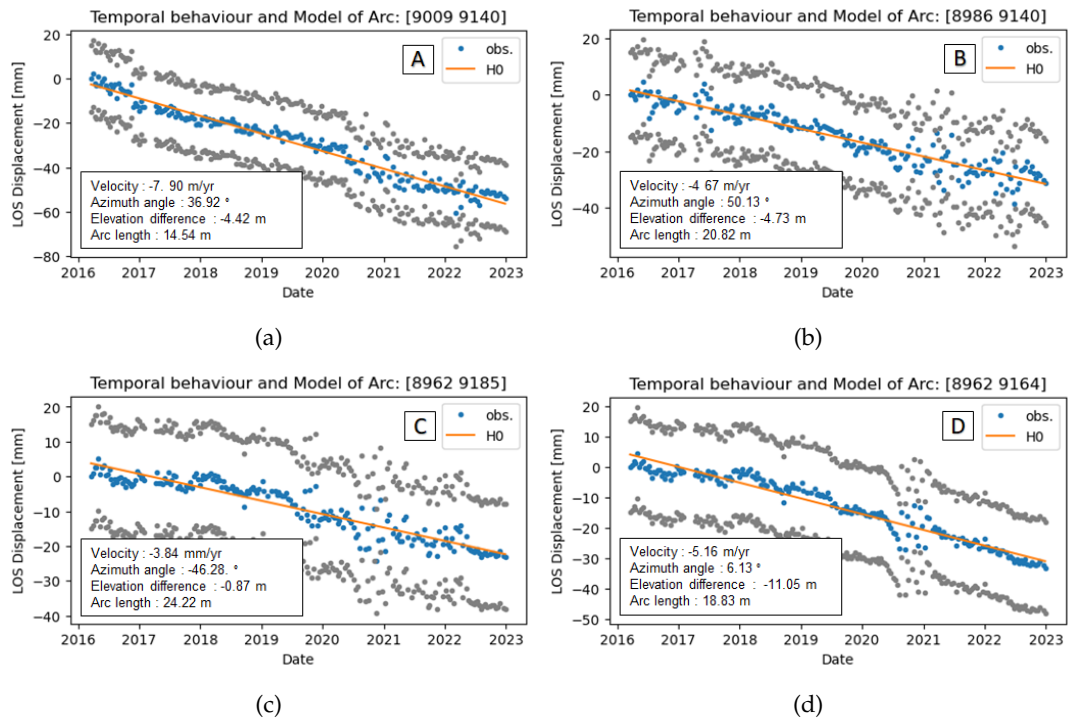 Temporal behaviour and Model of Arc: [9009 9140]
A
obs.
H0
LOS Displacement [mm]
0
−20
−40
−60
−80
Velocity : -7. 90 m/yr
Azimuth angle : 36.92 °
Elevation difference : -4.42 m
Arc length : 14.54 m
2016 2017 2018 2019 2020 2021 2022 2023
Date
(a)
Temporal behaviour and Model of Arc: [8986 9140]
B
obs.
H0
LOS Displacement [mm]
20
0
−20
−40
Velocity : -4 67 m/yr
Azimuth angle : 50.13 °
Elevation difference : -4.73 m
Arc length : 20.82 m
2016 2017 2018 2019 2020 2021 2022 2023
Date
(b)
Temporal behaviour and Model of Arc: [8962 9185]
C
obs.
H0
LOS Displacement [mm]
20
10
0
−10
−20
−30
−40
Velocity : -3.84 mm/yr
Azimuth angle : -46.28. °
Elevation difference : -0.87 m
Arc length : 24.22 m
2016 2017 2018 2019 2020 2021 2022 2023
Date
(c)
Temporal behaviour and Model of Arc: [8962 9164]
D
obs.
H0
LOS Displacement [mm]
20
10
0
−10
−20
−30
−40
−50
Velocity : -5.16 m/yr
Azimuth angle : 6.13 °
Elevation difference : -11.05 m
Arc length : 18.83 m
2016 2017 2018 2019 2020 2021 2022 2023
Date
(d)